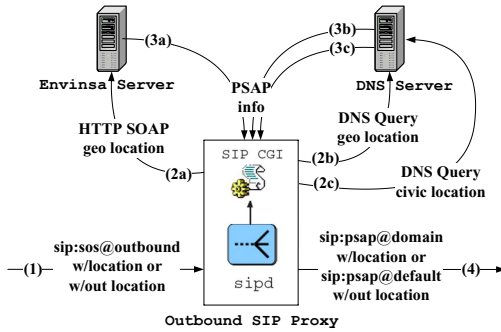 (3a)
(3b)
(3c)
Envinsa Server
PSAP
info
DNS Server
HTTP SOAP
geo location
DNS Query
geo location
(2a)
SIP CGI
(2b)
(2c)
DNS Query
civic location
sip:sos@outbound
w/location or
w/out location
(1)
sipd
sip:psap@domain
w/location or
sip:psap@default
w/out location
(4)
Outbound SIP Proxy